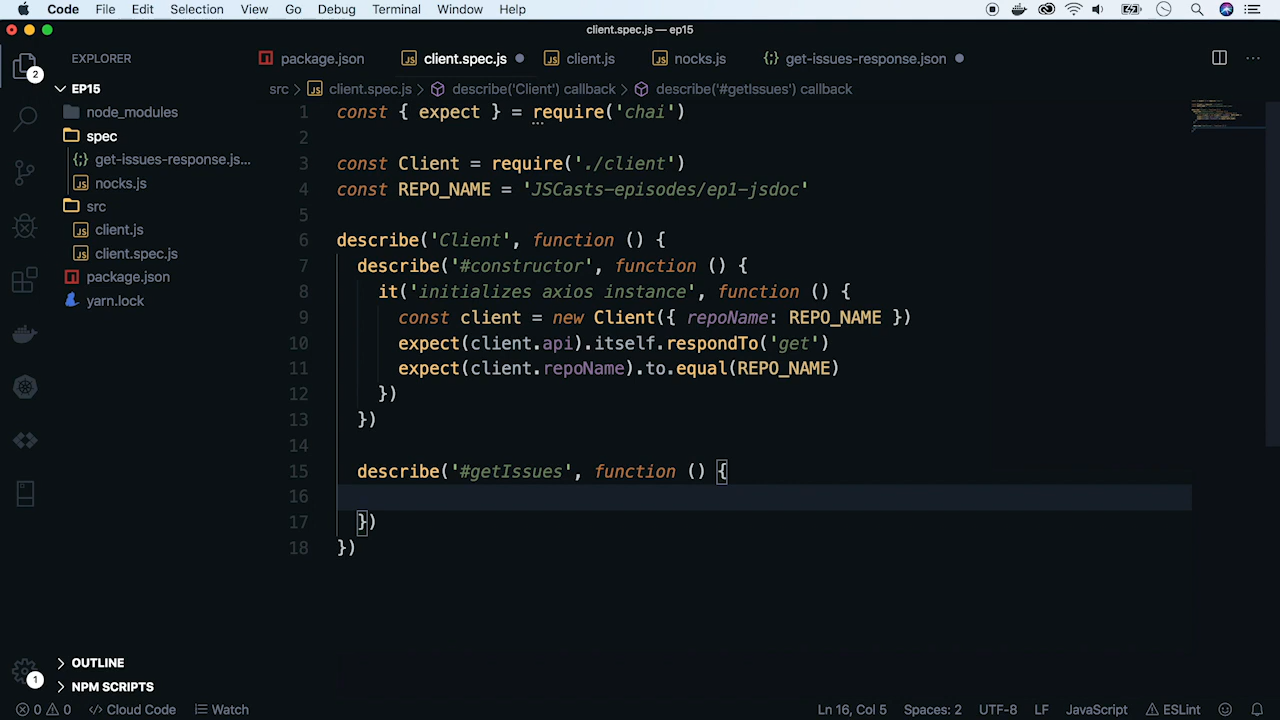 Code File Edit Selection View Go Debug Terminal Window Help
client.spec.js — ep15
EXPLORER
package.json client.spec.js client.js nocks.js get-issues-response.json
2
EP15
src > client.spec.js > describe('Client') callback > describe('#getIssues') callback
node_modules
spec
get-issues-response.js...
nocks.js
src
client.js
client.spec.js
package.json
yarn.lock
1 const { expect } = require('chai')
2
3 const Client = require('./client')
4 const REPO_NAME = 'JSCasts-episodes/ep1-jsdoc'
5
6 describe('Client', function () {
7 describe('#constructor', function () {
8 it('initializes axios instance', function () {
9 const client = new Client({ repoName: REPO_NAME })
10 expect(client.api).itself.respondTo('get')
11 expect(client.repoName).to.equal(REPO_NAME)
12 })
13 })
14
15 describe('#getIssues', function () {
16
17 })
18 })
OUTLINE
1
NPM SCRIPTS
0 0 Cloud Code Watch Ln 16, Col 5 Spaces: 2 UTF-8 LF JavaScript ESLint